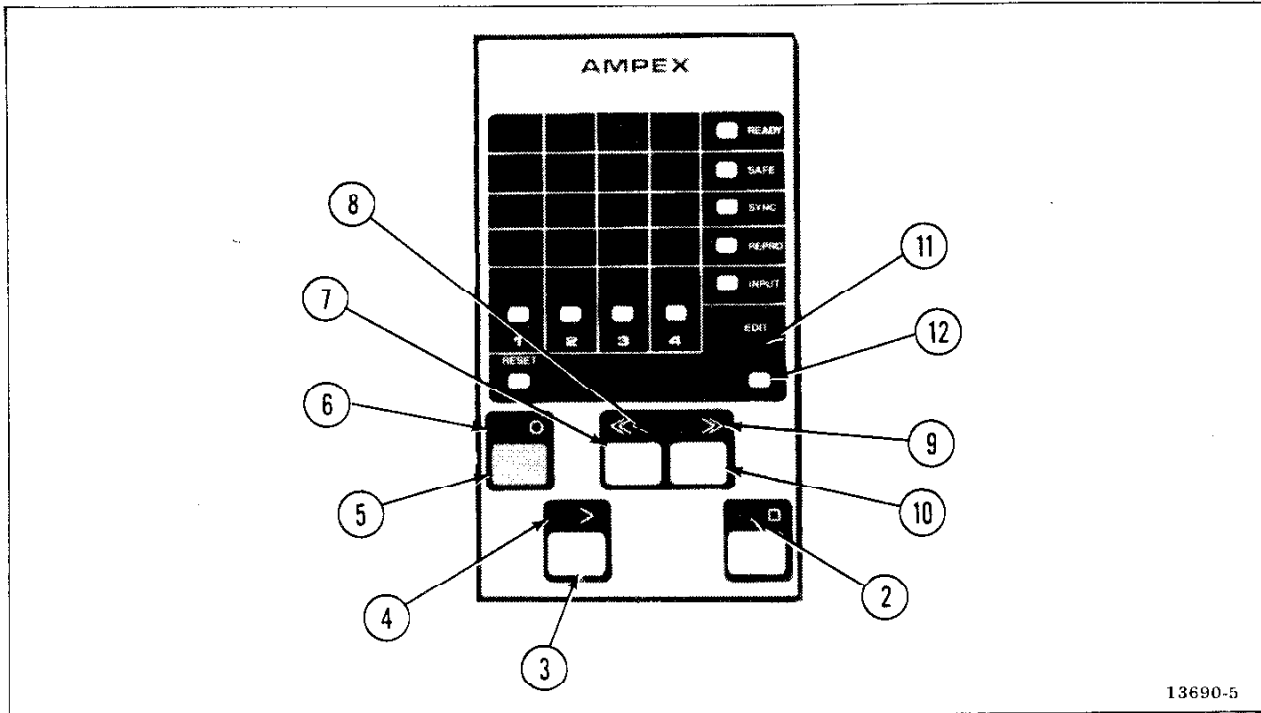 AMPEX
READY
SAFE
8
SYNC
REPRO
11
7
INPUT
EDIT
12
1 2 3 4
RESET
6
9
5
10
4
2
3
13690-5